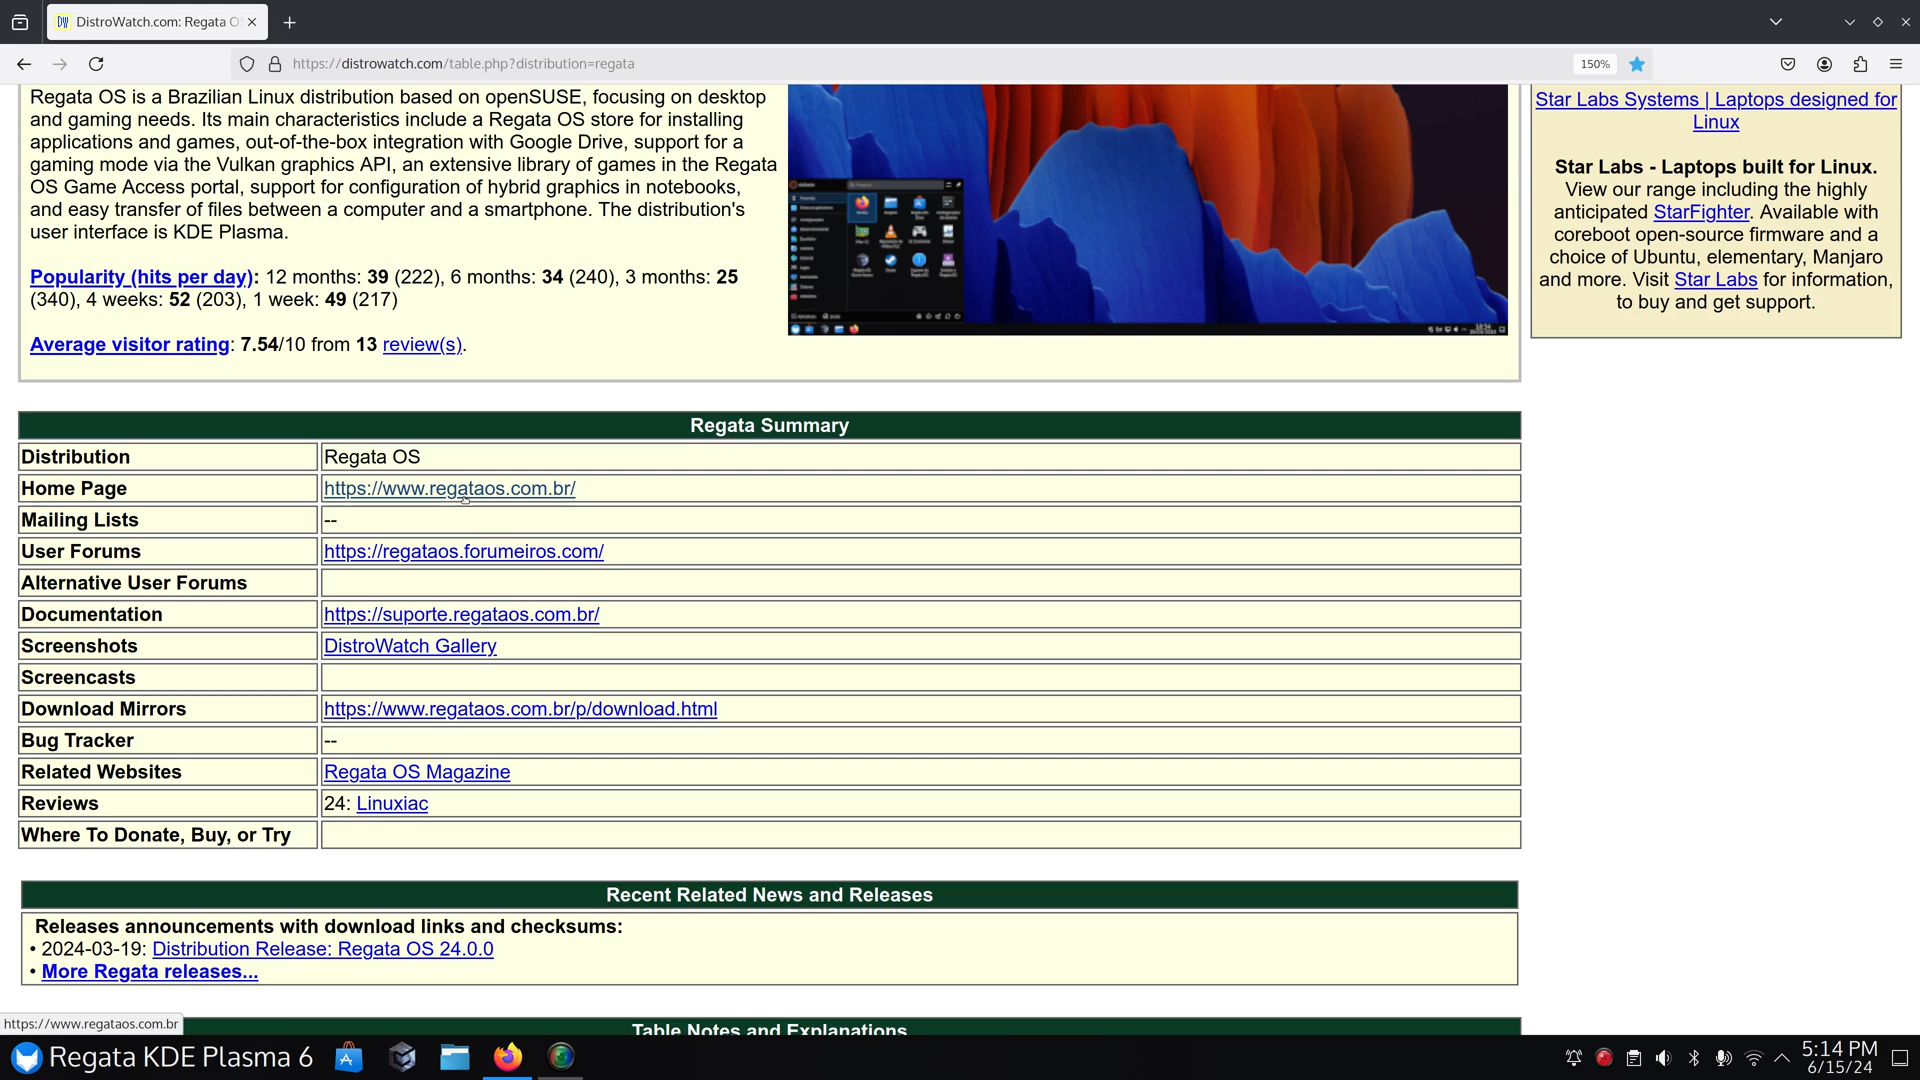 DistroWatch.com: Regata O
https://distrowatch.com/table.php?distribution=regata
150%
Regata OS is a Brazilian Linux distribution based on openSUSE, focusing on desktop
and gaming needs. Its main characteristics include a Regata OS store for installing
applications and games, out-of-the-box integration with Google Drive, support for a
gaming mode via the Vulkan graphics API, an extensive library of games in the Regata
OS Game Access portal, support for configuration of hybrid graphics in notebooks,
and easy transfer of files between a computer and a smartphone. The distribution's
user interface is KDE Plasma.
Popularity (hits per day): 12 months: 39 (222), 6 months: 34 (240), 3 months: 25
(340), 4 weeks: 52 (203), 1 week: 49 (217)
Average visitor rating: 7.54/10 from 13 review(s).
Star Labs Systems | Laptops designed for
Linux
Star Labs - Laptops built for Linux.
View our range including the highly
anticipated StarFighter. Available with
coreboot open-source firmware and a
choice of Ubuntu, elementary, Manjaro
and more. Visit Star Labs for information,
to buy and get support.
Regata Summary
Distribution Regata OS
Home Page https://www.regataos.com.br/
Mailing Lists --
User Forums https://regataos.forumeiros.com/
Alternative User Forums
Documentation https://suporte.regataos.com.br/
Screenshots DistroWatch Gallery
Screencasts
Download Mirrors https://www.regataos.com.br/p/download.html
Bug Tracker --
Related Websites Regata OS Magazine
Reviews 24: Linuxiac
Where To Donate, Buy, or Try
Recent Related News and Releases
Releases announcements with download links and checksums:
• 2024-03-19: Distribution Release: Regata OS 24.0.0
• More Regata releases...
Table Notes and Explanations
https://www.regataos.com.br
Regata KDE Plasma 6
5:14 PM
6/15/24